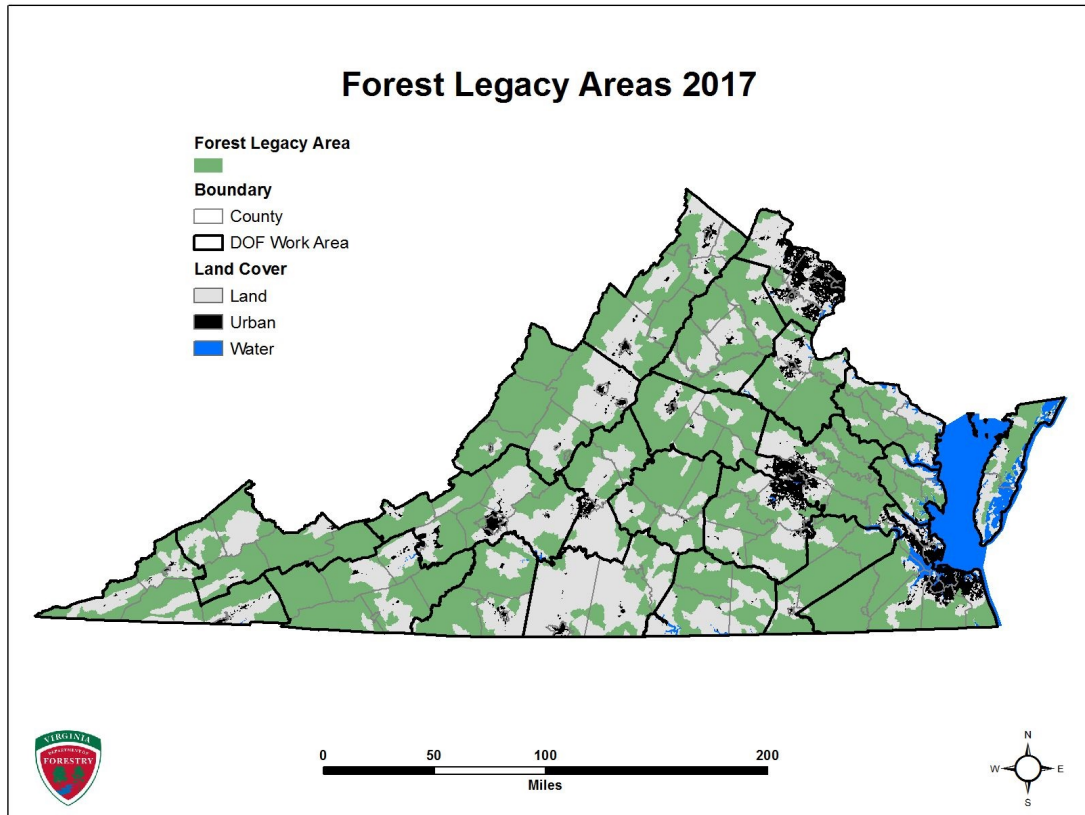 Forest Legacy Areas 2017
Forest Legacy Area
Boundary
County
DOF Work Area
Land Cover
Land
Urban
Water
VIRGINIA
DEPARTMENT OF
FORESTRY
0 50 100 200
Miles
N
W E
S